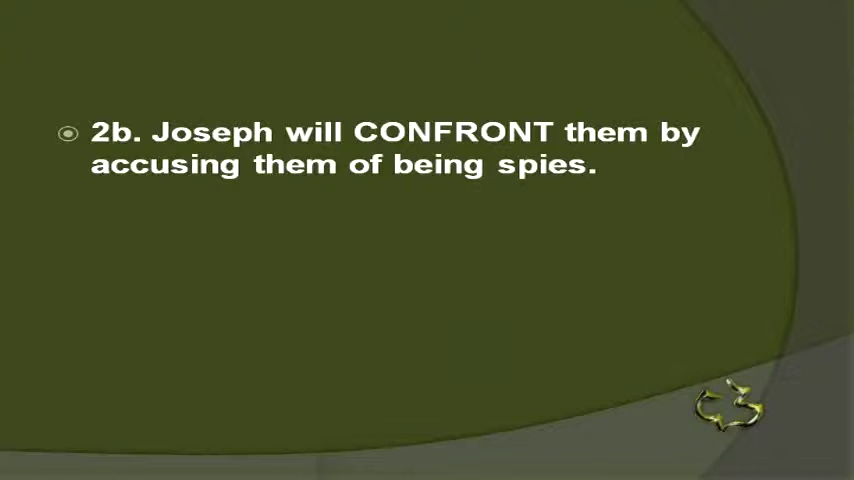 2b. Joseph will CONFRONT them by
accusing them of being spies.